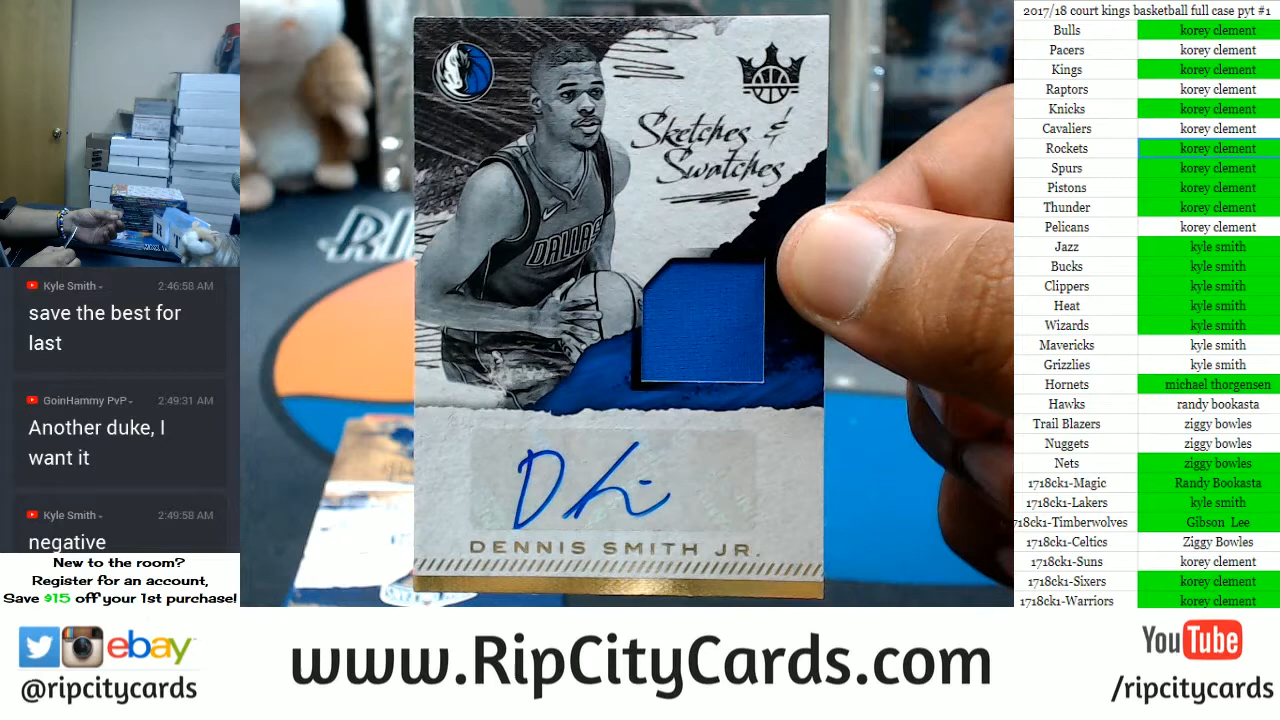 Kyle Smith
2:46:58 AM
save the best for
last
GoinHammy PvP
2:49:31 AM
Another duke, I
want it
Kyle Smith
2:49:58 AM
negative
New to the room?
Register for an account,
Save $15 off your 1st purchase!
Sketches &
Swatches
DALLAS
DENNIS SMITH JR.
2017/18 court kings basketball full case pyt #1
Bulls korey clement
Pacers korey clement
Kings korey clement
Raptors korey clement
Knicks korey clement
Cavaliers korey clement
Rockets korey clement
Spurs korey clement
Pistons korey clement
Thunder korey clement
Pelicans korey clement
Jazz kyle smith
Bucks kyle smith
Clippers kyle smith
Heat kyle smith
Wizards kyle smith
Mavericks kyle smith
Grizzlies kyle smith
Hornets michael thorgensen
Hawks randy bookasta
Trail Blazers ziggy bowles
Nuggets ziggy bowles
Nets ziggy bowles
1718ck1-Magic Randy Bookasta
1718ck1-Lakers kyle smith
718ck1-Timberwolves Gibson Lee
1718ck1-Celtics Ziggy Bowles
1718ck1-Suns korey clement
1718ck1-Sixers korey clement
1718ck1-Warriors korey clement
ebay
@ripcitycards
www.RipCityCards.com
YouTube
/ripcitycards